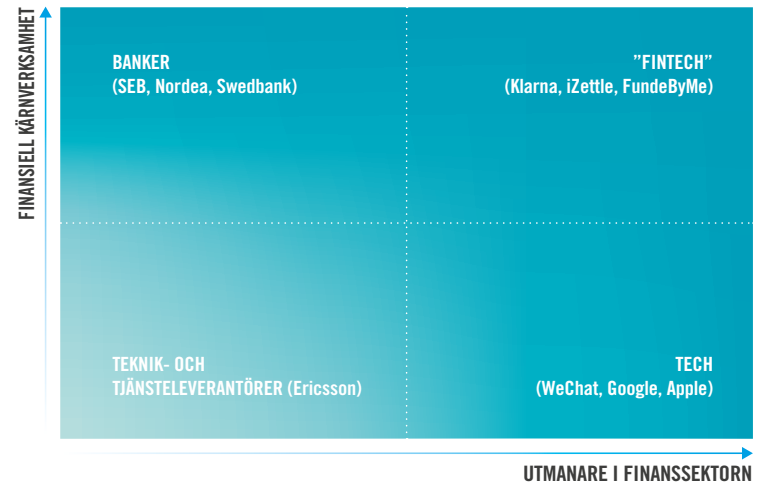 FINANSIELL KÄRNVERKSAMHET
BANKER
(SEB, Nordea, Swedbank)
”FINTECH”
(Klarna, iZettle, FundeByMe)
TEKNIK- OCH
TJÄNSTELEVERANTÖRER (Ericsson)
TECH
(WeChat, Google, Apple)
UTMANARE I FINANSSEKTORN